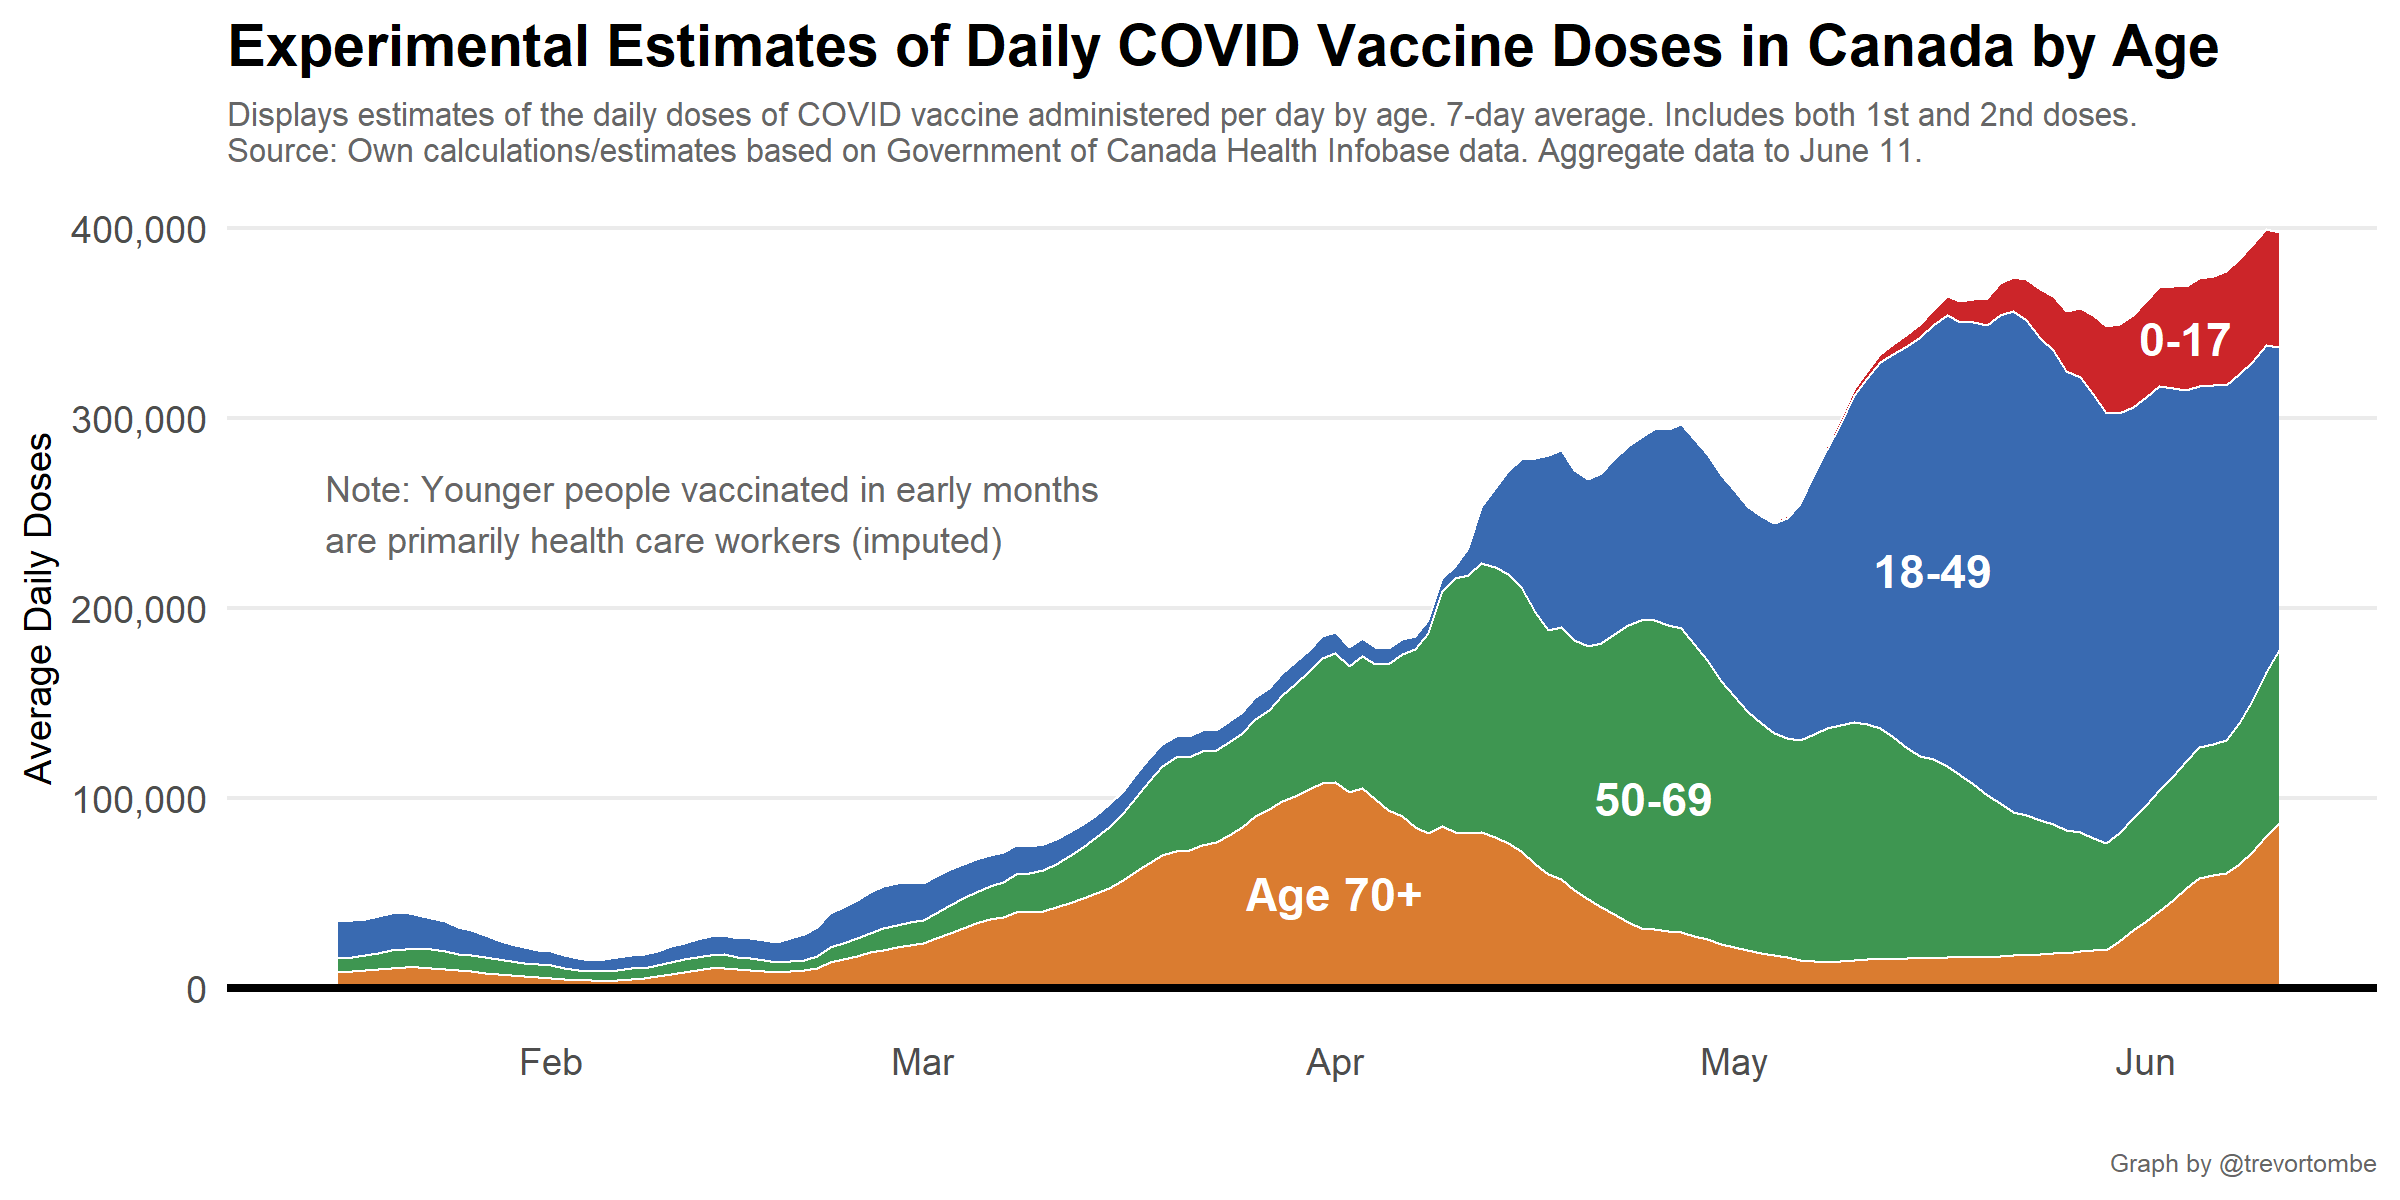 Experimental Estimates of Daily COVID Vaccine Doses in Canada by Age
Displays estimates of the daily doses of COVID vaccine administered per day by age. 7-day average. Includes both 1st and 2nd doses.
Source: Own calculations/estimates based on Government of Canada Health Infobase data. Aggregate data to June 11.
Average Daily Doses
400,000
300,000
200,000
100,000
0
Note: Younger people vaccinated in early months
are primarily health care workers (imputed)
0-17
18-49
50-69
Age 70+
Feb
Mar
Apr
May
Jun
Graph by @trevortombe